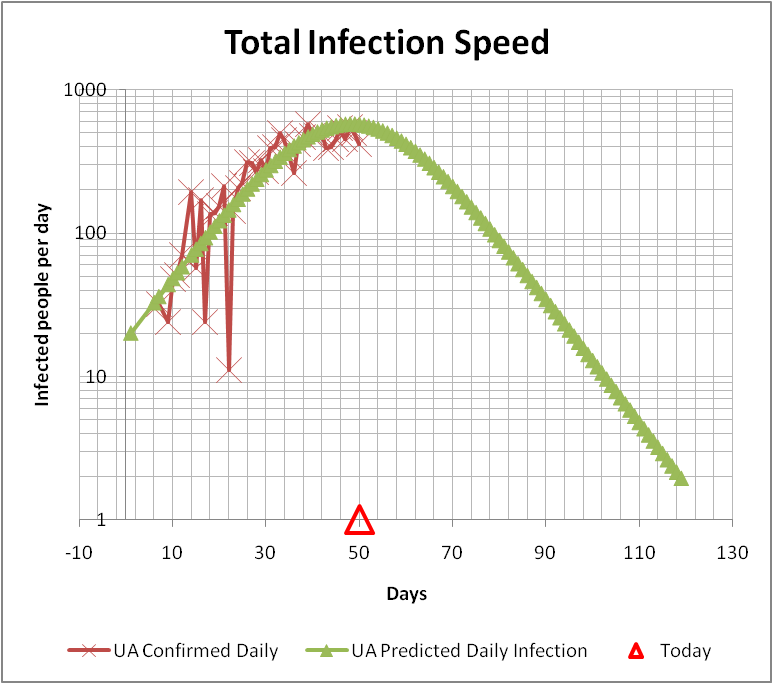 Total Infection Speed
Infected people per day
1000
100
10
1
-10 10 30 50 70 90 110 130
Days
UA Confirmed Daily UA Predicted Daily Infection Today